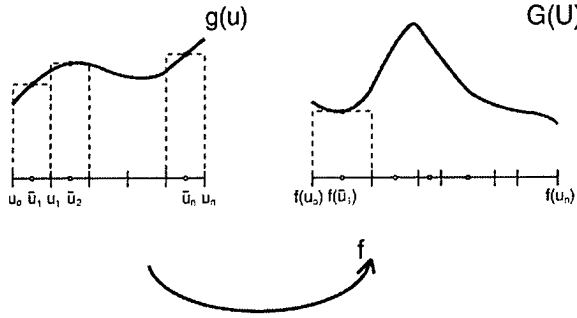 g(u)
G(U)
u₀ ū₁ u₁ ū₂ ūₙ uₙ
f(u₀) f(ū₁) f(uₙ)
f